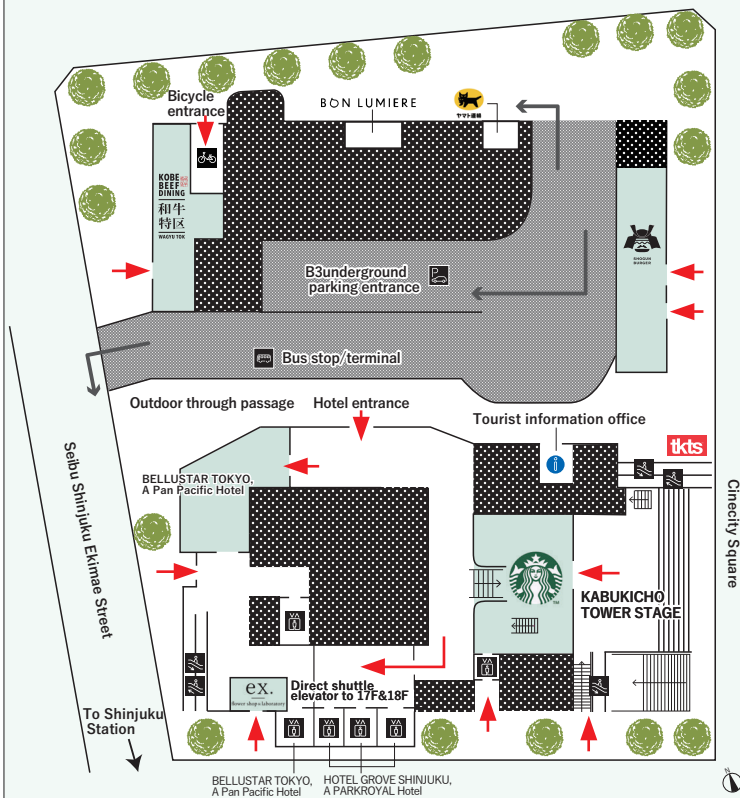 Bicycle
entrance
BON LUMIERE
ヤマト運輸
KOBE
BEEF
DINING
和牛
特区
WAGYU TOK
SHOGUN
BURGER
P
B3underground
parking entrance
Bus stop/terminal
Outdoor through passage
Hotel entrance
Tourist information office
i
tkts
BELLUSTAR TOKYO,
A Pan Pacific Hotel
Seibu Shinjuku Ekimae Street
Cinecity Square
KABUKICHO
TOWER STAGE
TM
ex.
flower shop & laboratory
Direct shuttle
elevator to 17F&18F
To Shinjuku
Station
BELLUSTAR TOKYO,
A Pan Pacific Hotel
HOTEL GROVE SHINJUKU,
A PARKROYAL Hotel
N